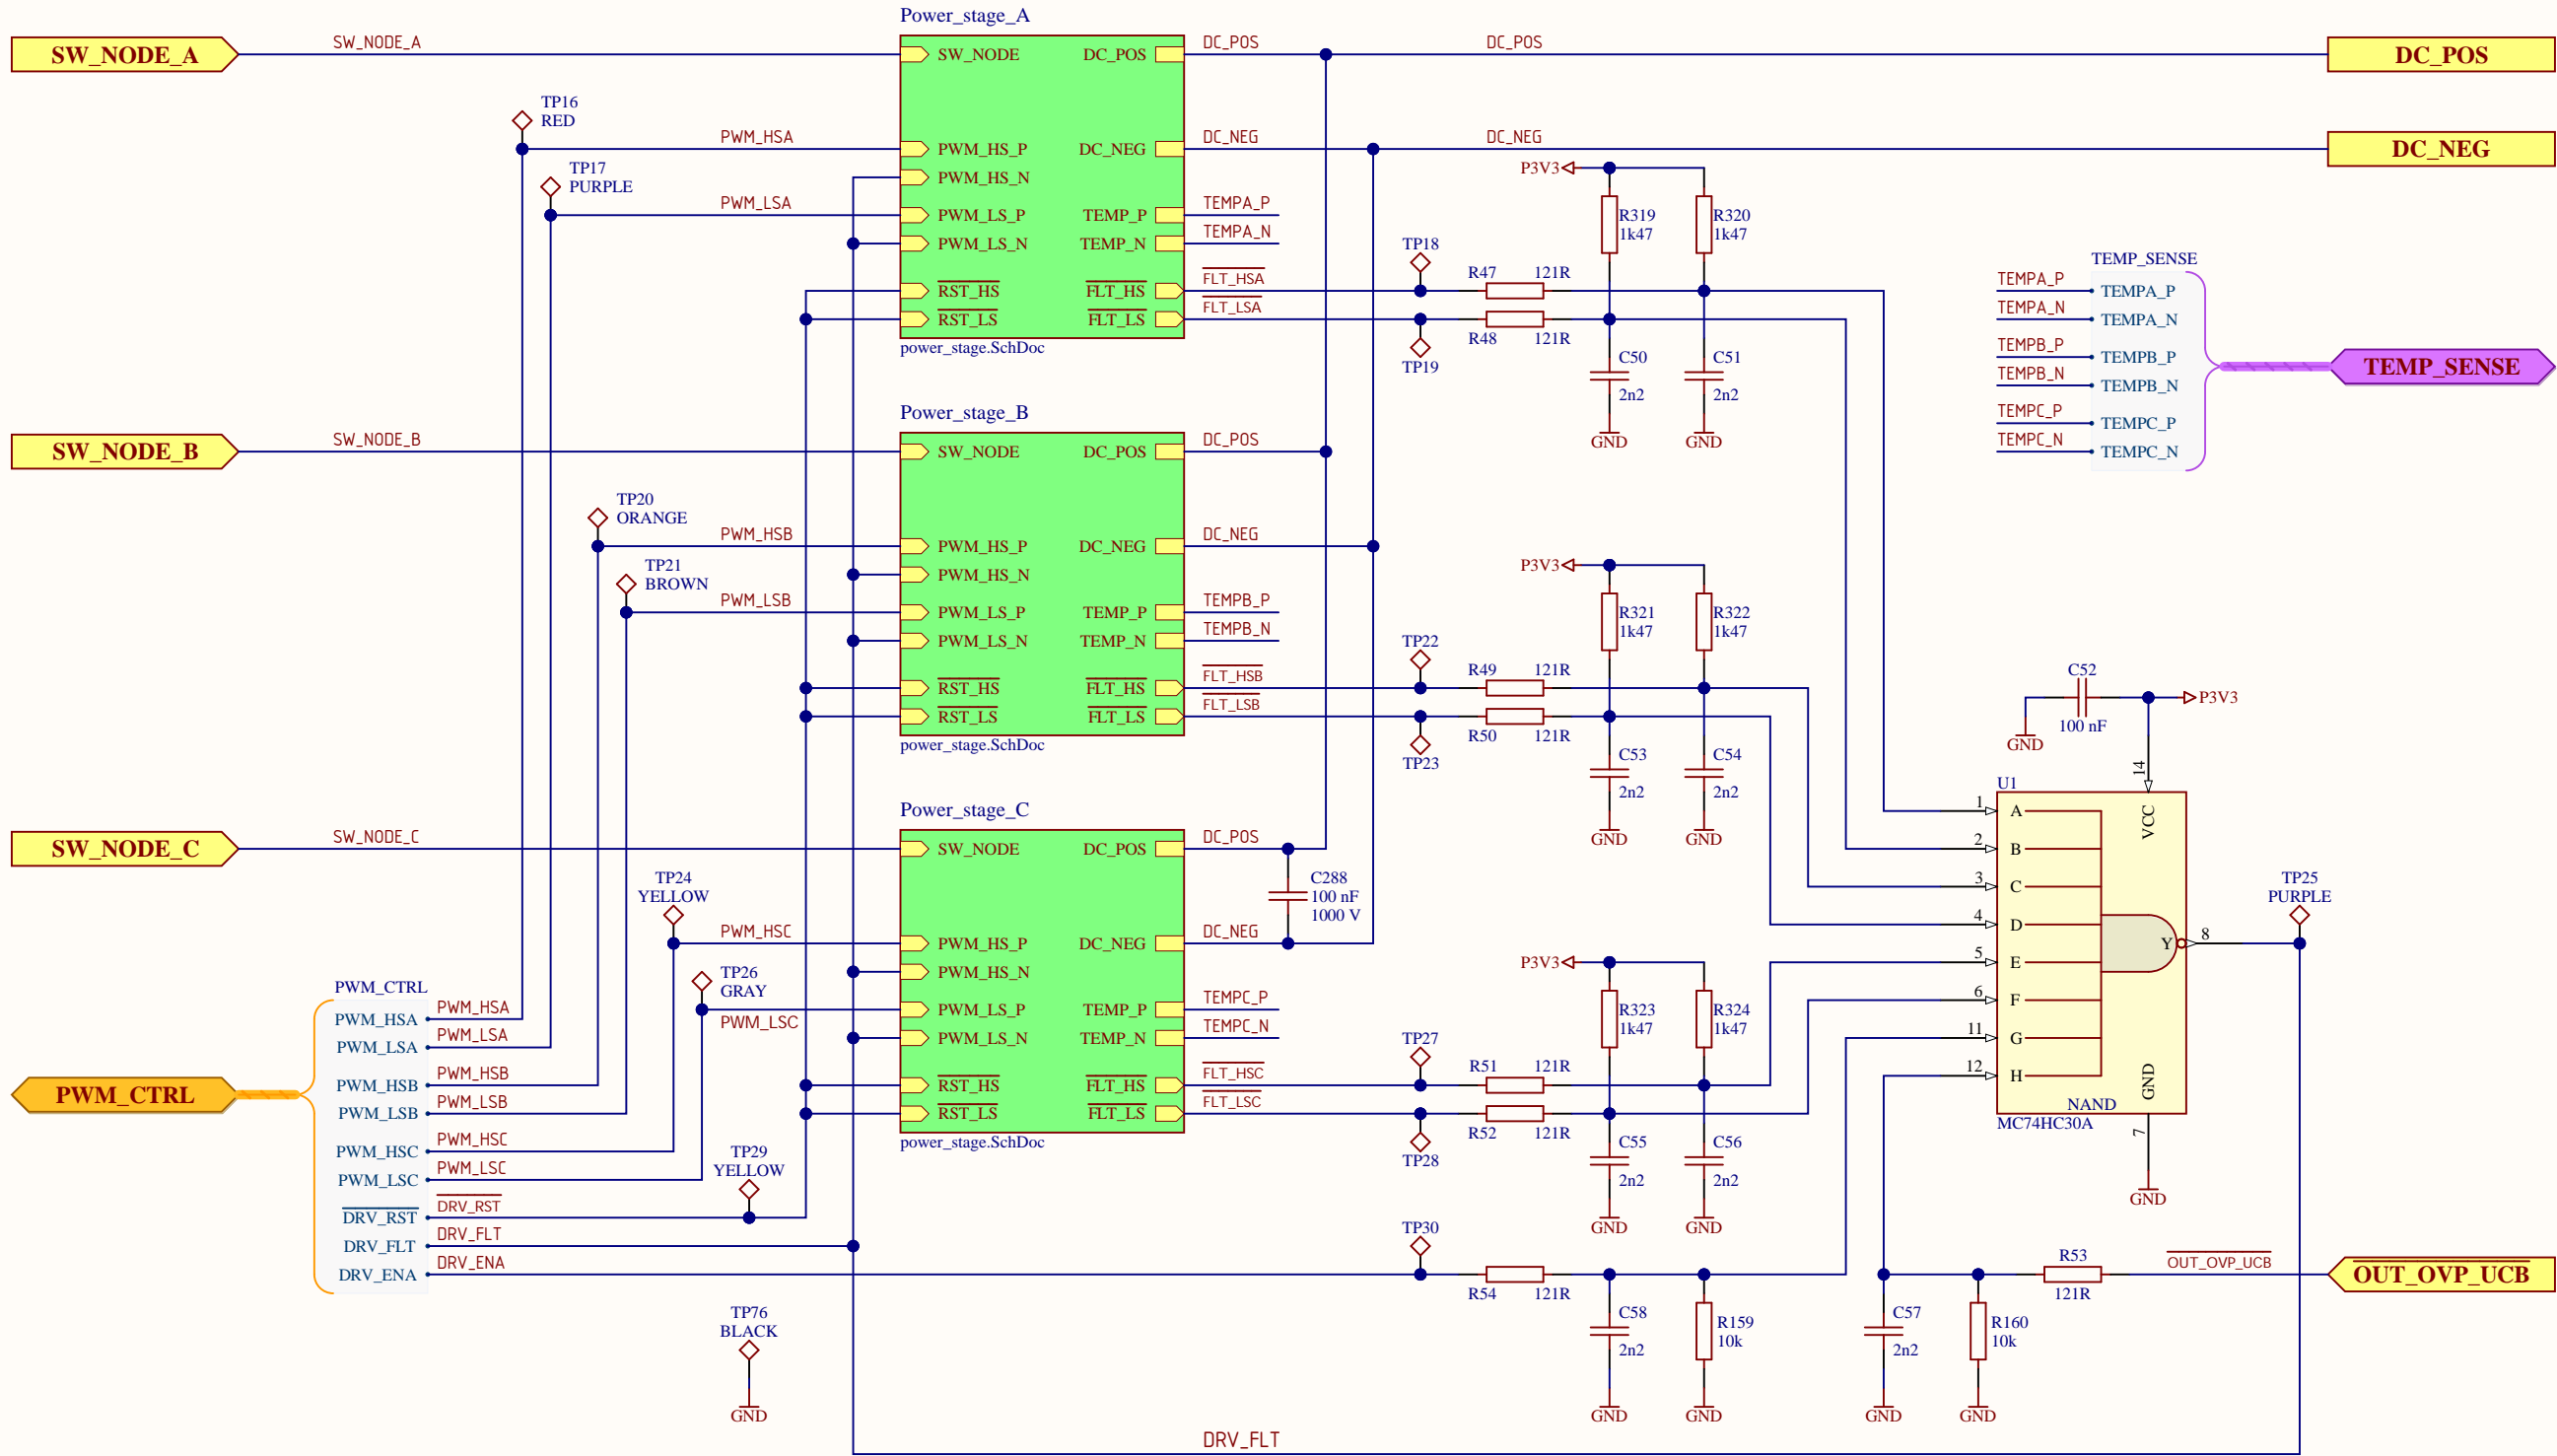 Power_stage_A
SW_NODE_A
SW_NODE_A
SW_NODE
DC_POS
DC_POS
DC_POS
DC_POS
TP16
RED
PWM_HSA
PWM_HS_P
DC_NEG
DC_NEG
DC_NEG
DC_NEG
PWM_HS_N
TP17
PURPLE
PWM_LSA
PWM_LS_P
TEMP_P
TEMPA_P
PWM_LS_N
TEMP_N
TEMPA_N
RST_HS
FLT_HS
FLT_HSA
RST_LS
FLT_LS
FLT_LSA
power_stage.SchDoc
P3V3
R319
1k47
R320
1k47
TP18
R47
121R
R48
121R
TP19
C50
2n2
C51
2n2
GND
GND
TEMP_SENSE
TEMPA_P
TEMPA_P
TEMPA_N
TEMPA_N
TEMPB_P
TEMPB_P
TEMPB_N
TEMPB_N
TEMPC_P
TEMPC_P
TEMPC_N
TEMPC_N
TEMP_SENSE
Power_stage_B
SW_NODE_B
SW_NODE_B
SW_NODE
DC_POS
DC_POS
TP20
ORANGE
PWM_HSB
PWM_HS_P
DC_NEG
DC_NEG
PWM_HS_N
TP21
BROWN
PWM_LSB
PWM_LS_P
TEMP_P
TEMPB_P
PWM_LS_N
TEMP_N
TEMPB_N
RST_HS
FLT_HS
FLT_HSB
RST_LS
FLT_LS
FLT_LSB
power_stage.SchDoc
P3V3
R321
1k47
R322
1k47
TP22
R49
121R
R50
121R
TP23
C53
2n2
C54
2n2
GND
GND
C52
100 nF
P3V3
GND
14
U1
VCC
1
A
2
B
3
C
4
D
5
E
6
F
11
G
12
H
Y
8
NAND
GND
MC74HC30A
7
GND
TP25
PURPLE
Power_stage_C
SW_NODE_C
SW_NODE_C
SW_NODE
DC_POS
DC_POS
C288
100 nF
1000 V
TP24
YELLOW
PWM_HSC
PWM_HS_P
DC_NEG
DC_NEG
PWM_HS_N
TP26
GRAY
PWM_LSC
PWM_LS_P
TEMP_P
TEMPC_P
PWM_LS_N
TEMP_N
TEMPC_N
RST_HS
FLT_HS
FLT_HSC
RST_LS
FLT_LS
FLT_LSC
power_stage.SchDoc
P3V3
R323
1k47
R324
1k47
TP27
R51
121R
R52
121R
TP28
C55
2n2
C56
2n2
GND
GND
PWM_CTRL
PWM_CTRL
PWM_HSA
PWM_HSA
PWM_LSA
PWM_LSA
PWM_HSB
PWM_HSB
PWM_LSB
PWM_LSB
PWM_HSC
PWM_HSC
PWM_LSC
PWM_LSC
DRV_RST
DRV_RST
DRV_FLT
DRV_FLT
DRV_ENA
DRV_ENA
TP29
YELLOW
TP76
BLACK
GND
TP30
R54
121R
C58
2n2
R159
10k
GND
GND
C57
2n2
R160
10k
GND
GND
R53
121R
OUT_OVP_UCB
OUT_OVP_UCB
DRV_FLT